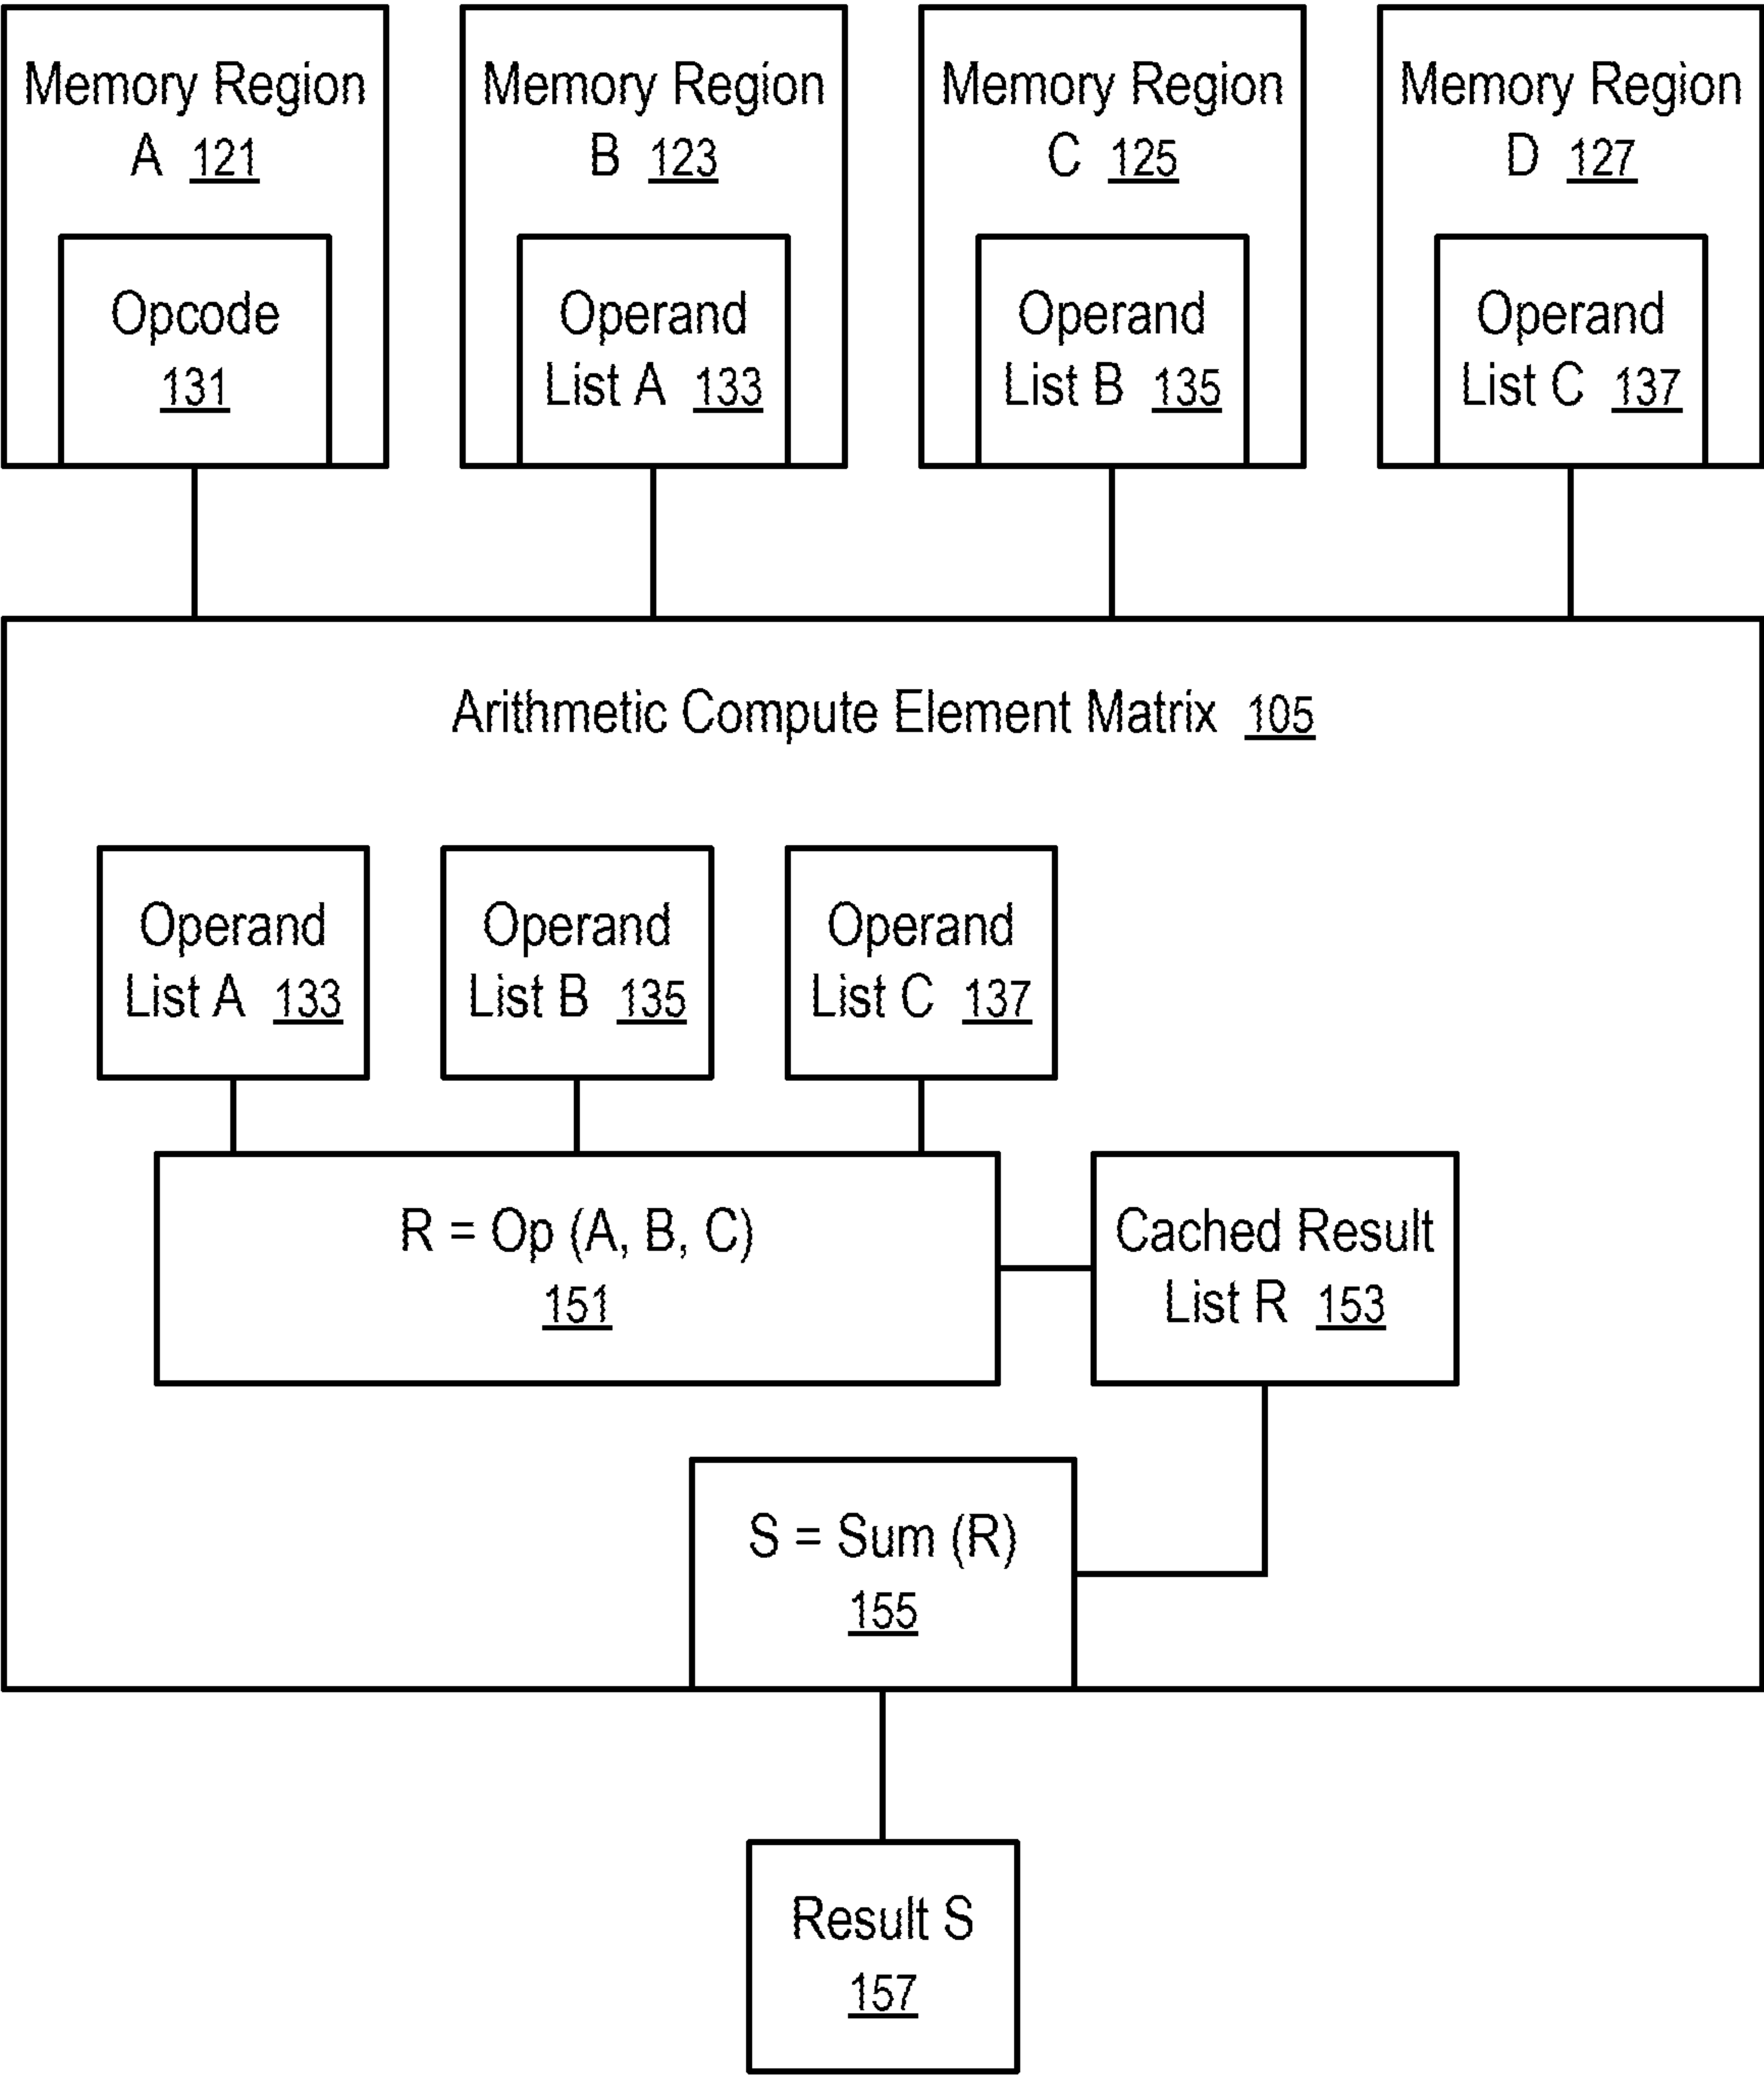 Memory Region
A 121
Opcode
131
Memory Region
B 123
Operand
List A 133
Memory Region
C 125
Operand
List B 135
Memory Region
D 127
Operand
List C 137
Arithmetic Compute Element Matrix 105
Operand
List A 133
Operand
List B 135
Operand
List C 137
R = Op (A, B, C)
151
Cached Result
List R 153
S = Sum (R)
155
Result S
157